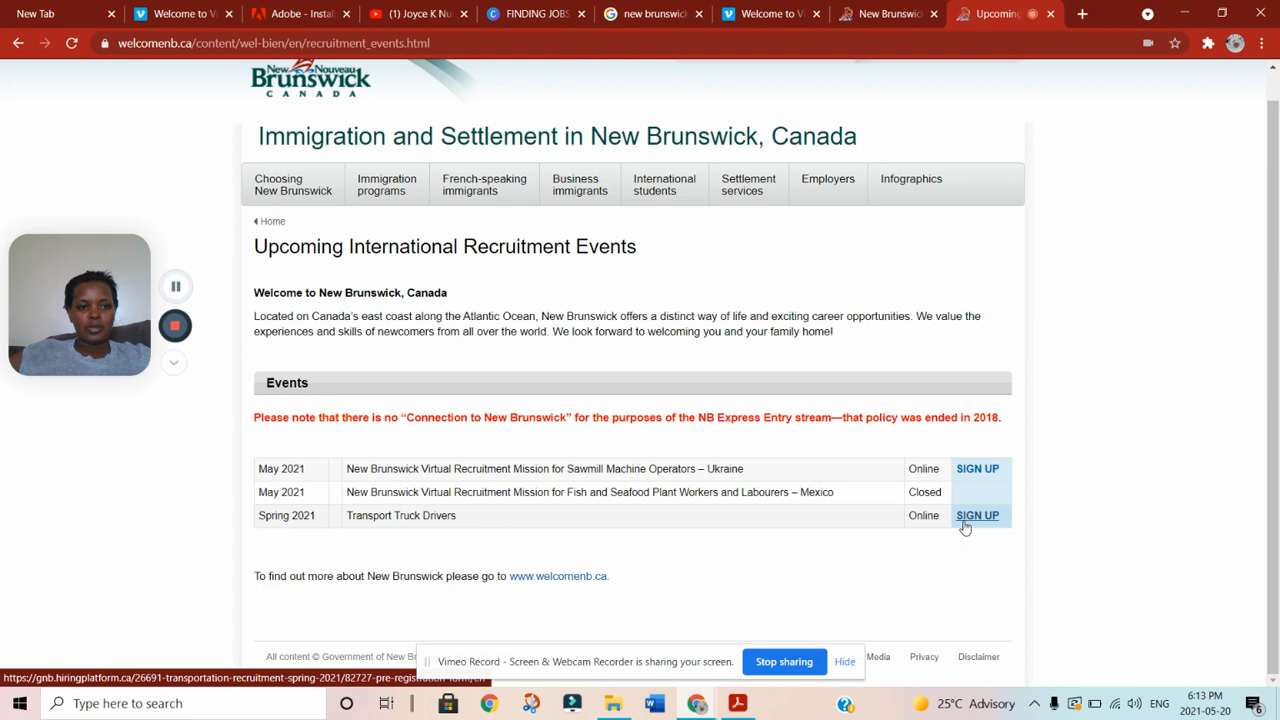 New Tab
Welcome to Vi
Adobe - Instal
(1) Joyce K Nu
FINDING JOBS
new brunswick
Welcome to Vi
New Brunswic
Upcoming
welcomenb.ca/content/wel-bien/en/recruitment_events.html
New Nouveau
Brunswick
CANADA
Immigration and Settlement in New Brunswick, Canada
Choosing New Brunswick
Immigration programs
French-speaking immigrants
Business immigrants
International students
Settlement services
Employers
Infographics
Home
Upcoming International Recruitment Events
Welcome to New Brunswick, Canada
Located on Canada's east coast along the Atlantic Ocean, New Brunswick offers a distinct way of life and exciting career opportunities. We value the
experiences and skills of newcomers from all over the world. We look forward to welcoming you and your family home!
Events
Please note that there is no “Connection to New Brunswick” for the purposes of the NB Express Entry stream—that policy was ended in 2018.
May 2021 New Brunswick Virtual Recruitment Mission for Sawmill Machine Operators – Ukraine Online SIGN UP
May 2021 New Brunswick Virtual Recruitment Mission for Fish and Seafood Plant Workers and Labourers – Mexico Closed
Spring 2021 Transport Truck Drivers Online SIGN UP
To find out more about New Brunswick please go to www.welcomenb.ca.
All content © Government of New Br
Media Privacy Disclaimer
Vimeo Record - Screen & Webcam Recorder is sharing your screen. Stop sharing Hide
https://gnb.hiringplatform.ca/26691-transportation-recruitment-spring-2021/82727-pre-registration-form/en
Type here to search
25°C Advisory
ENG
6:13 PM
2021-05-20
6